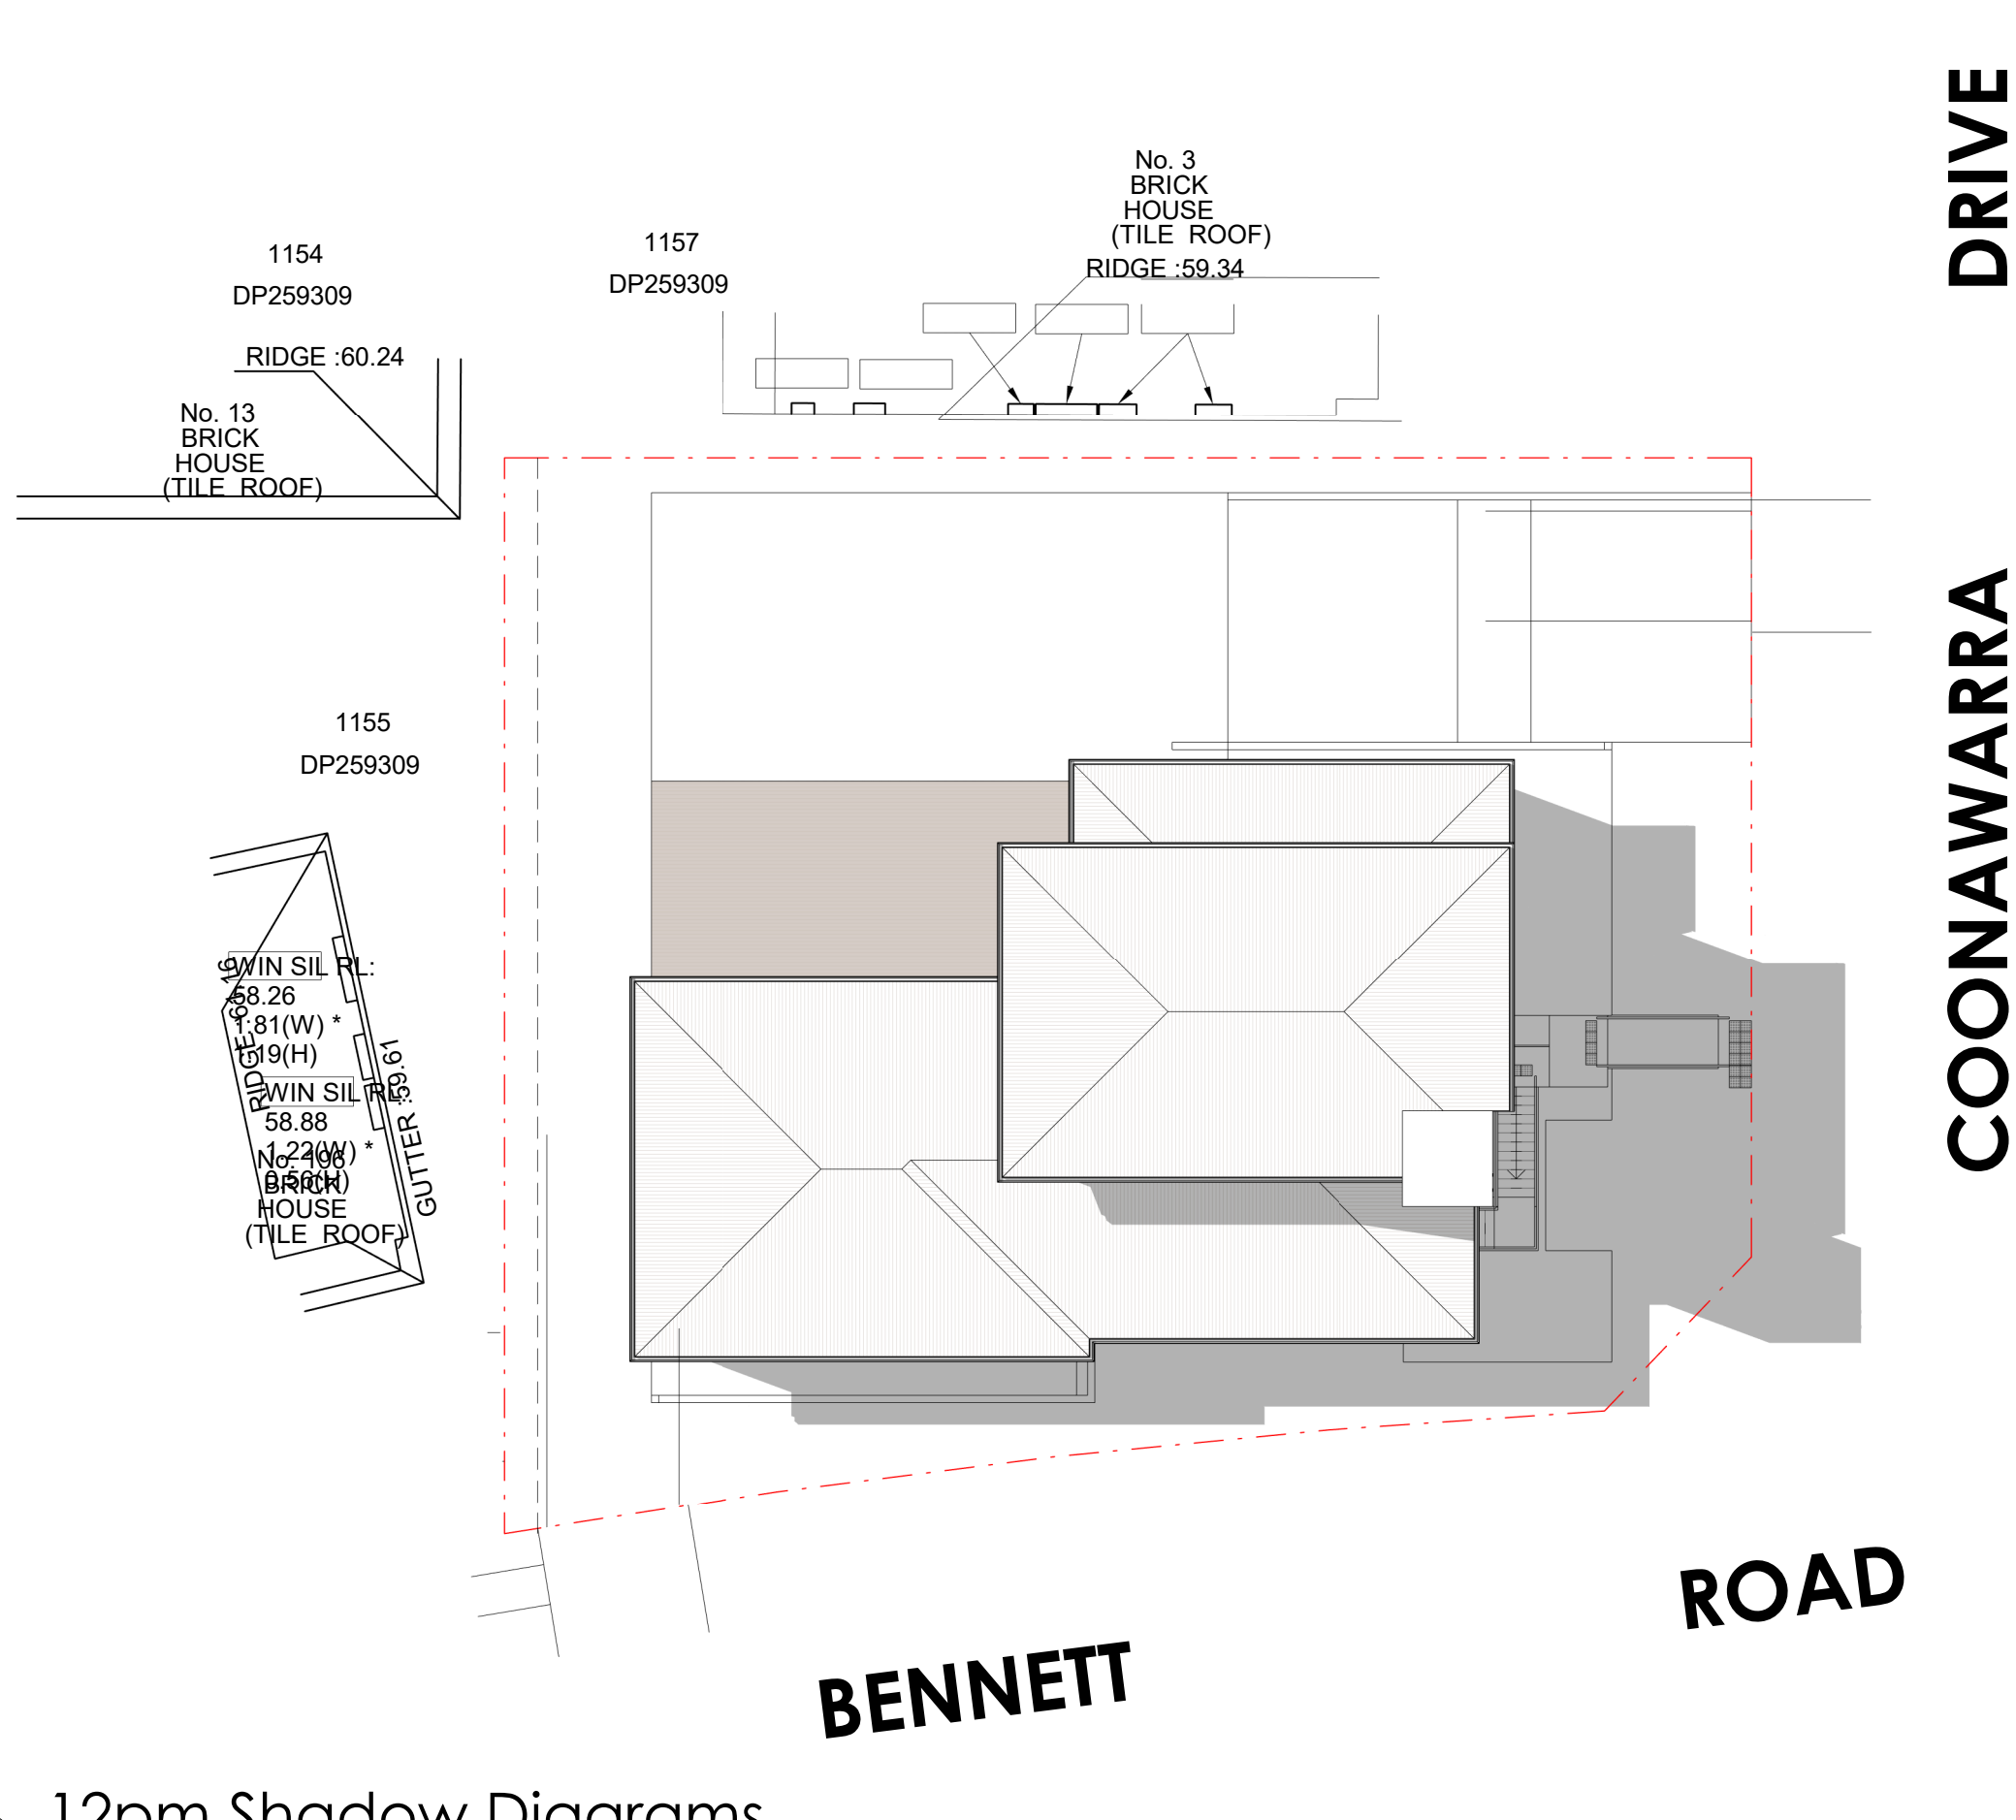 DRIVE
No. 3
BRICK
HOUSE
(TILE ROOF)
RIDGE :59.34
1154
DP259309
1157
DP259309
RIDGE :60.24
No. 13
BRICK
HOUSE
(TILE ROOF)
COONAWARRA
1155
DP259309
WIN SIL RL:
58.26
1.81(W) *
1.19(H)
GUTTER :59.61
WIN SIL RL:
58.88
1.22(W) *
0.56(H)
No. 106
BRICK
HOUSE
(TILE ROOF)
ROAD
BENNETT
12pm Shadow Diagrams